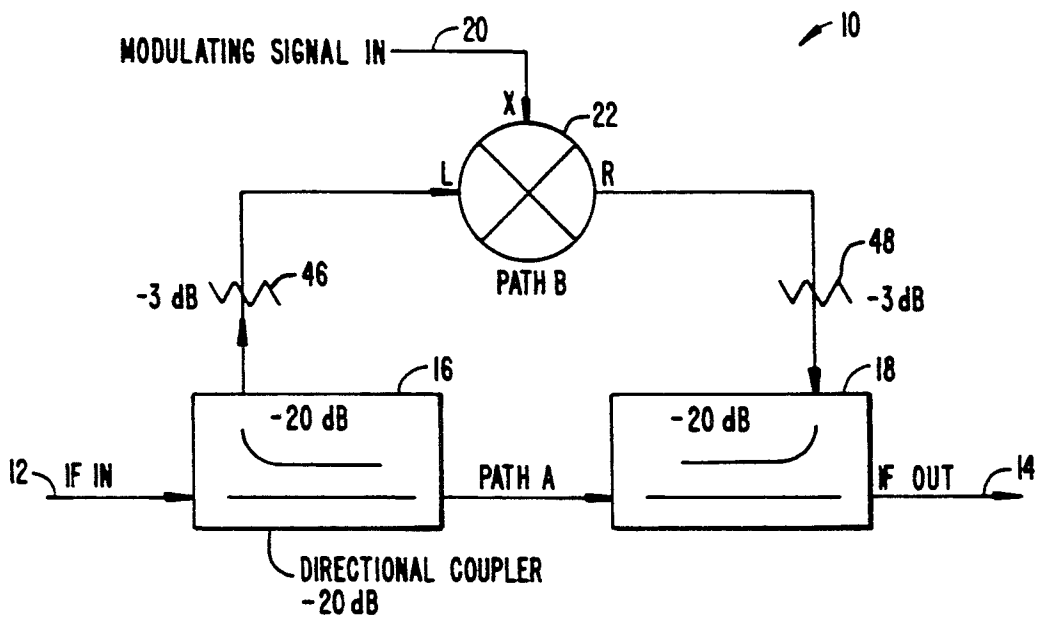 20
10
MODULATING SIGNAL IN
X
22
L
R
PATH B
-3 dB
46
48
-3 dB
16
18
-20 dB
-20 dB
12
IF IN
PATH A
IF OUT
14
DIRECTIONAL COUPLER
-20 dB